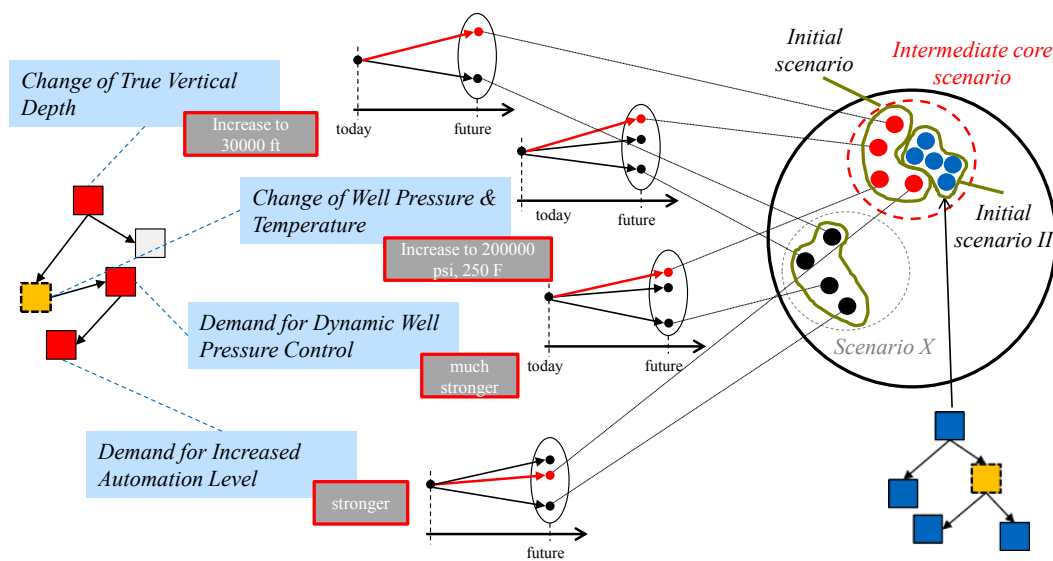 Change of True Vertical
Depth
Increase to
30000 ft
today
future
Initial
scenario
Intermediate core
scenario
Change of Well Pressure &
Temperature
Increase to 200000
psi, 250 F
today
future
Initial
scenario II
Demand for Dynamic Well
Pressure Control
much
stronger
today
future
Scenario X
Demand for Increased
Automation Level
stronger
future